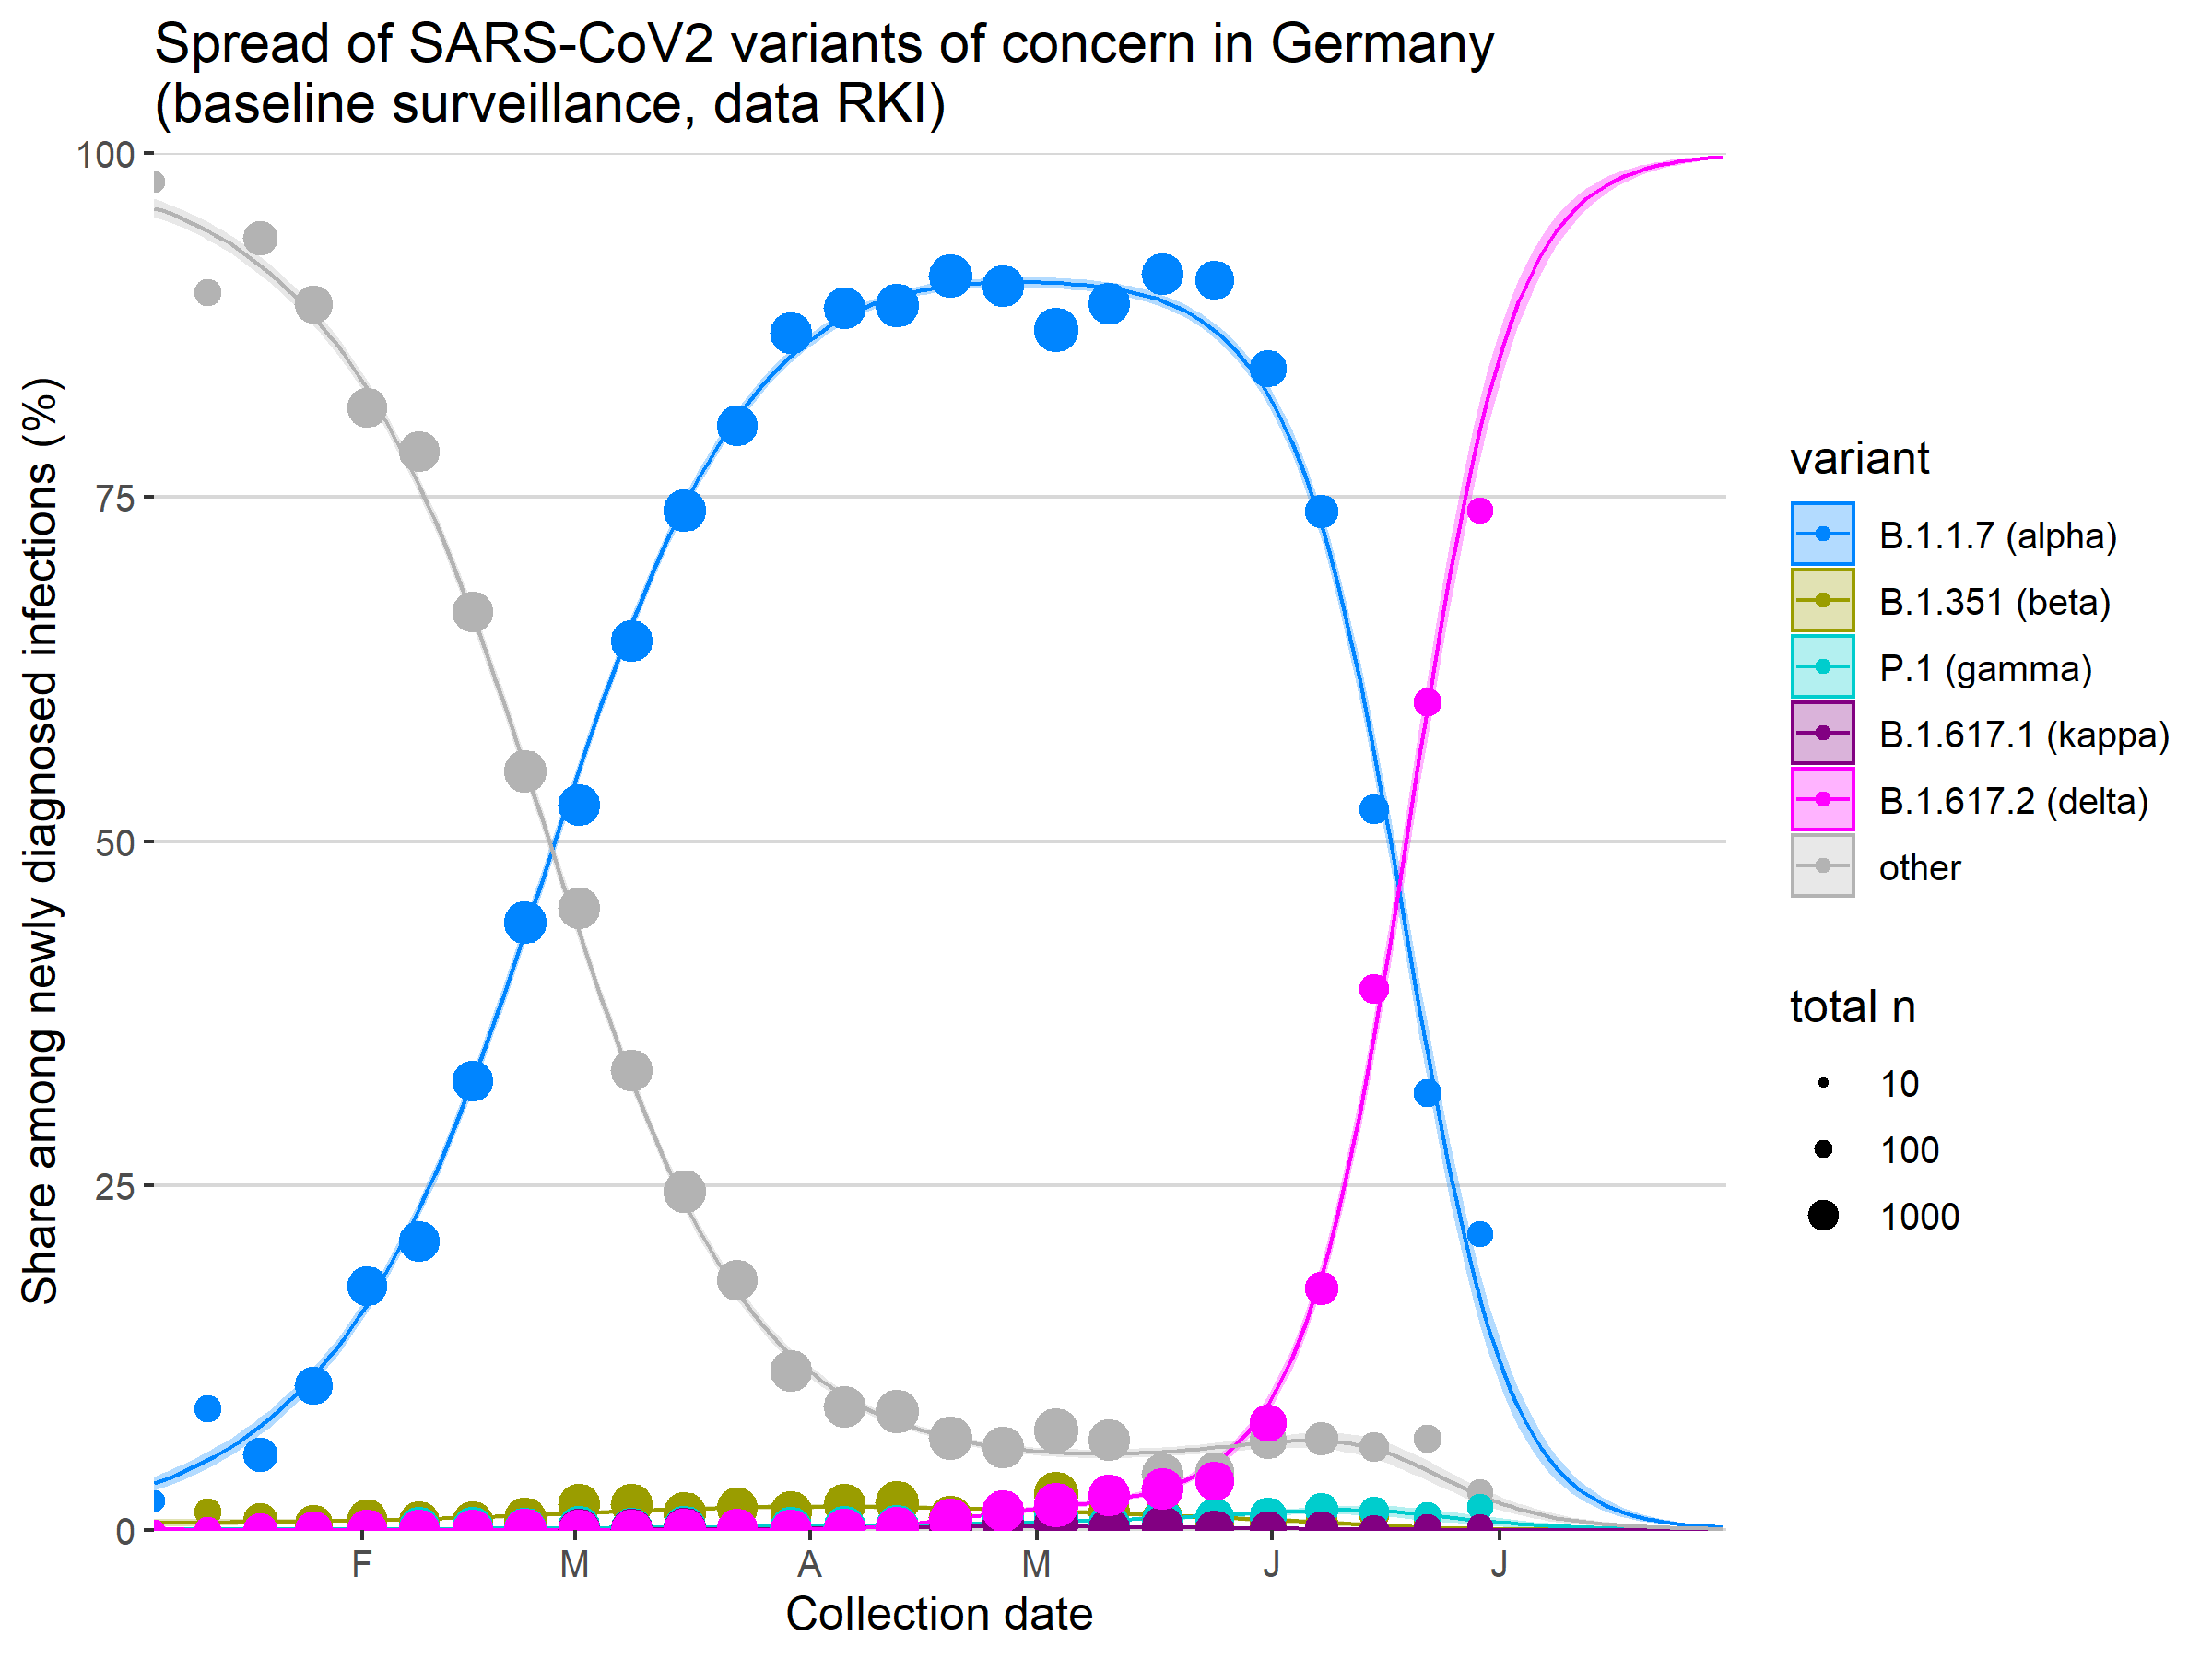 Spread of SARS-CoV2 variants of concern in Germany
(baseline surveillance, data RKI)
Share among newly diagnosed infections (%)
100
75
50
25
0
F M A M J J
Collection date
variant
B.1.1.7 (alpha)
B.1.351 (beta)
P.1 (gamma)
B.1.617.1 (kappa)
B.1.617.2 (delta)
other
total n
10
100
1000